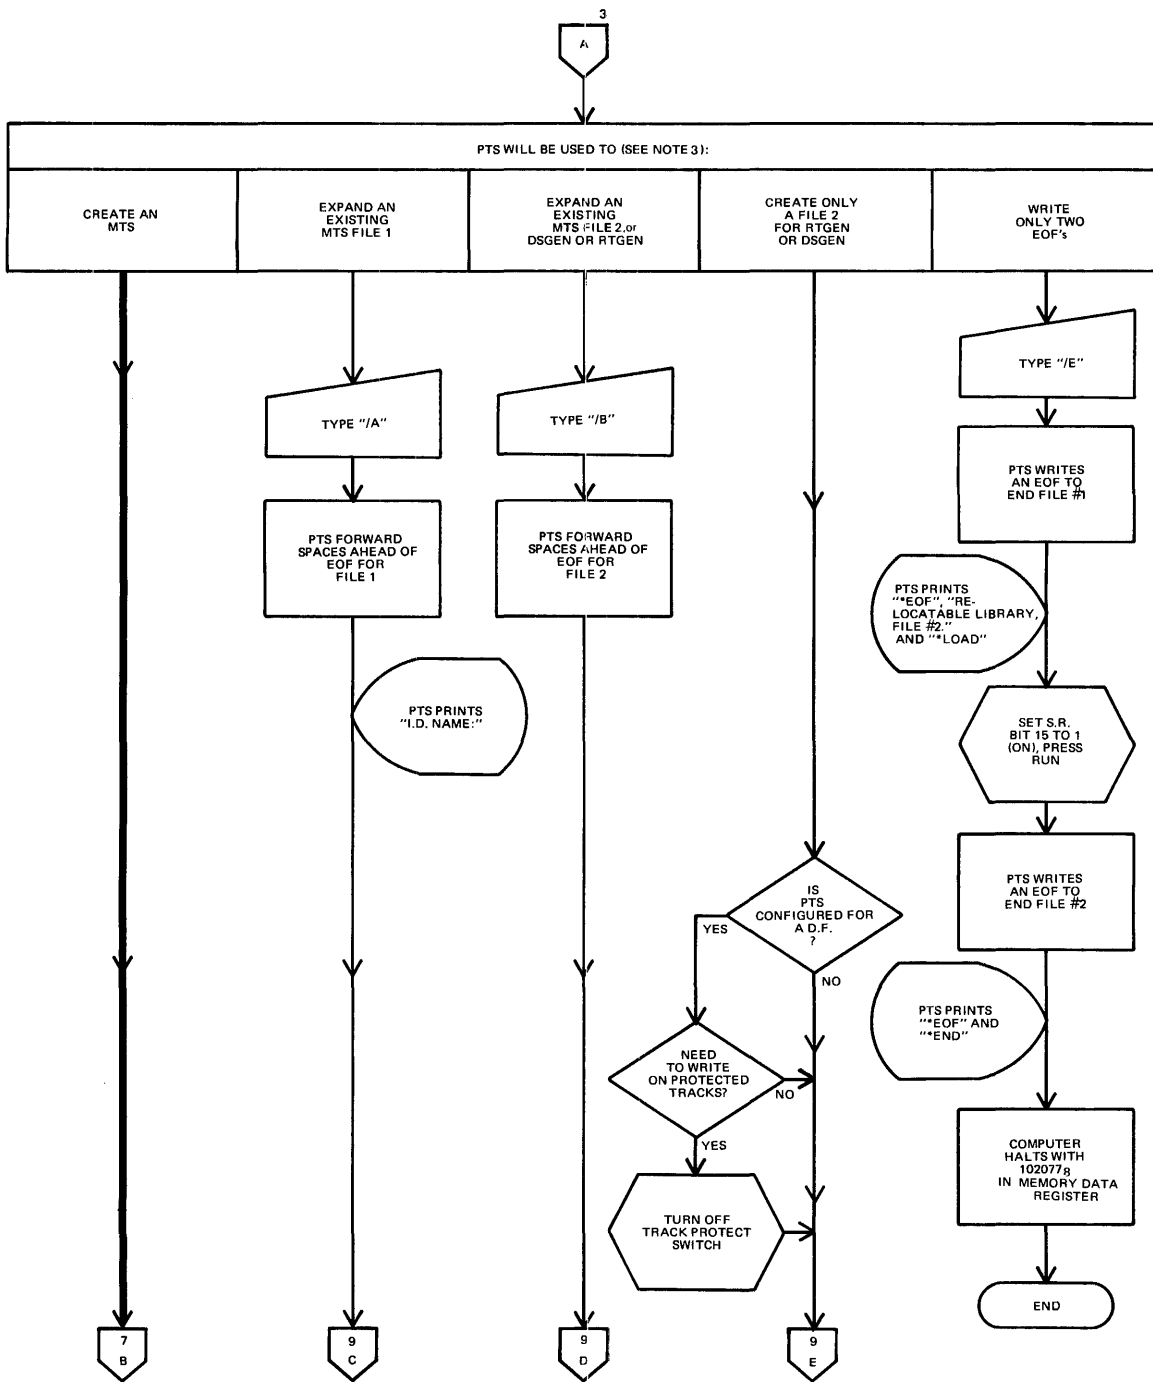 3
A
PTS WILL BE USED TO (SEE NOTE 3):
CREATE AN
MTS
EXPAND AN
EXISTING
MTS FILE 1
EXPAND AN
EXISTING
MTS FILE 2, or
DSGEN OR RTGEN
CREATE ONLY
A FILE 2
FOR RTGEN
OR DSGEN
WRITE
ONLY TWO
EOF's
TYPE "/A"
PTS FORWARD
SPACES AHEAD OF
EOF FOR
FILE 1
PTS PRINTS
"I.D. NAME:"
TYPE "/B"
PTS FORWARD
SPACES AHEAD OF
EOF FOR
FILE 2
IS
PTS
CONFIGURED FOR
A D.F.
?
YES
NO
NEED
TO WRITE
ON PROTECTED
TRACKS?
NO
YES
TURN OFF
TRACK PROTECT
SWITCH
TYPE "/E"
PTS WRITES
AN EOF TO
END FILE #1
PTS PRINTS
"*EOF", "RE-
LOCATABLE LIBRARY,
FILE #2."
AND "*LOAD"
SET S.R.
BIT 15 TO 1
(ON), PRESS
RUN
PTS WRITES
AN EOF TO
END FILE #2
PTS PRINTS
"*EOF" AND
"*END"
COMPUTER
HALTS WITH
102077₈
IN MEMORY DATA
REGISTER
END
7
B
9
C
9
D
9
E